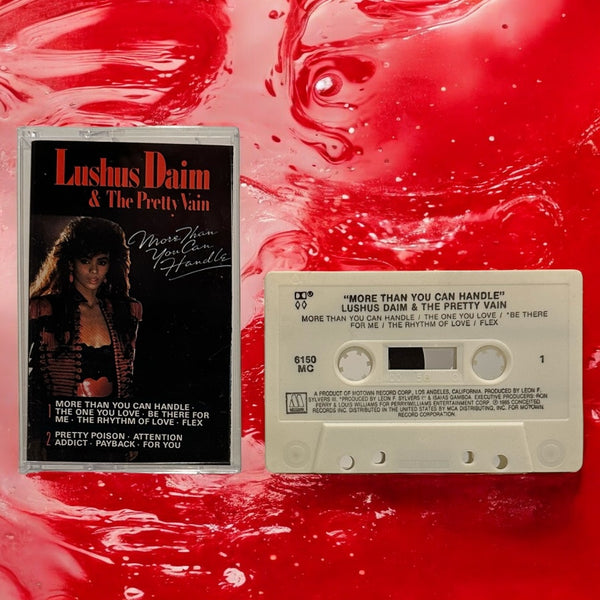 Lushus Daim
& The Pretty Vain
More Than
You Can
Handle
1 MORE THAN YOU CAN HANDLE ·
THE ONE YOU LOVE · BE THERE FOR
ME · THE RHYTHM OF LOVE · FLEX
2 PRETTY POISON · ATTENTION
ADDICT · PAYBACK · FOR YOU
"MORE THAN YOU CAN HANDLE"
LUSHUS DAIM & THE PRETTY VAIN
MORE THAN YOU CAN HANDLE / THE ONE YOU LOVE / *BE THERE
FOR ME / THE RHYTHM OF LOVE / FLEX
6150
MC
1
A PRODUCT OF MOTOWN RECORD CORP., LOS ANGELES, CALIFORNIA. PRODUCED BY LEON F.
SYLVERS III. *PRODUCED BY LEON F. SYLVERS & ISAIAS GAMBOA. EXECUTIVE PRODUCERS: RON
PERRY & LOUIS WILLIAMS FOR PERRY/WILLIAMS ENTERTAINMENT CORP. 1985 CONCEITED
RECORDS INC. DISTRIBUTED IN THE UNITED STATES BY MCA DISTRIBUTING, INC. FOR MOTOWN
RECORD CORPORATION.